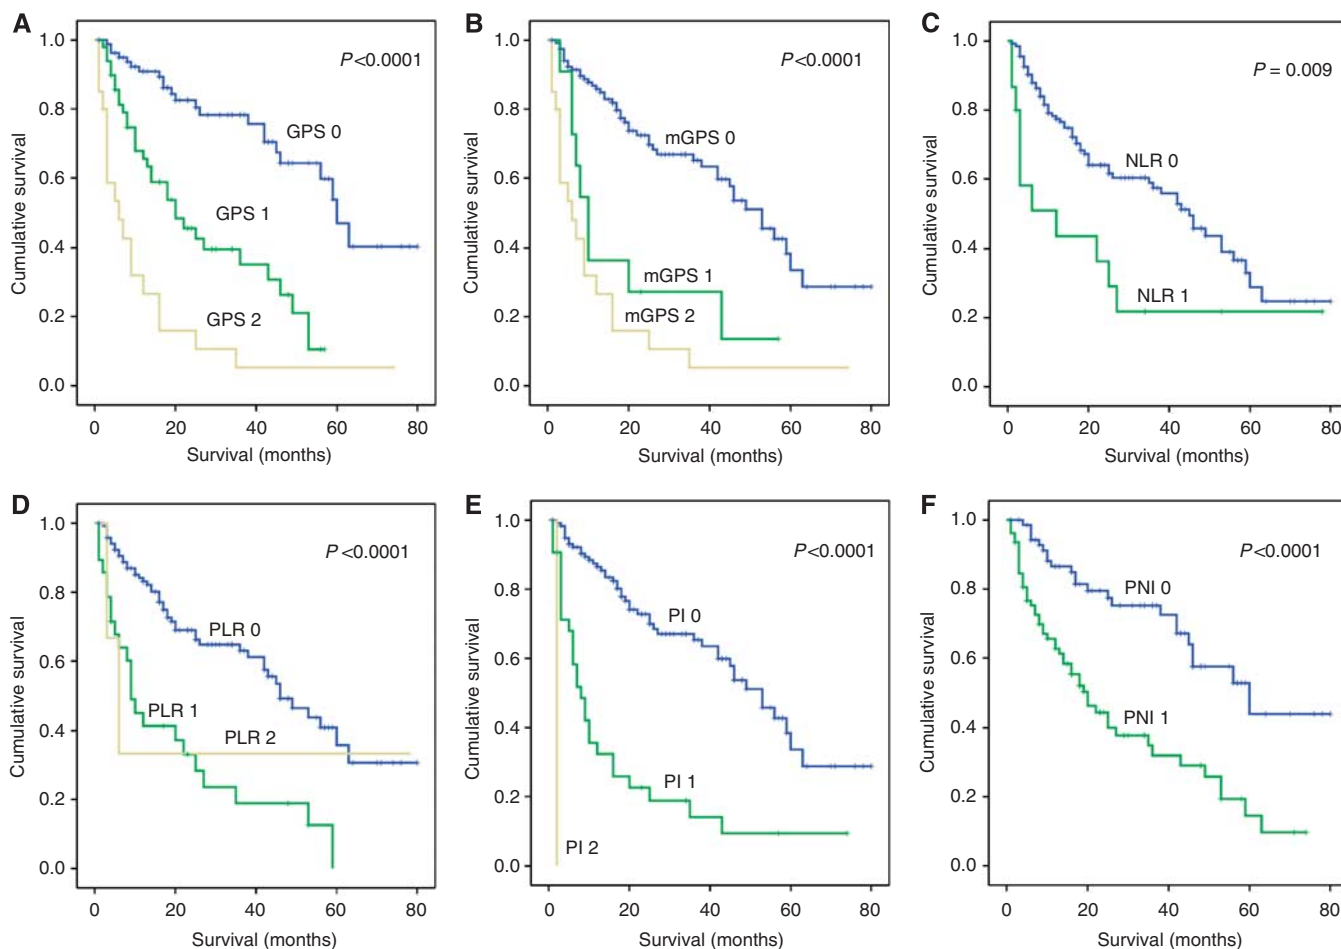 A
P<0.0001
GPS 0
GPS 1
GPS 2
1.0
0.8
0.6
0.4
0.2
0.0
Cumulative survival
0 20 40 60 80
Survival (months)
B
P<0.0001
mGPS 0
mGPS 1
mGPS 2
1.0
0.8
0.6
0.4
0.2
0.0
Cumulative survival
0 20 40 60 80
Survival (months)
C
P = 0.009
NLR 0
NLR 1
1.0
0.8
0.6
0.4
0.2
0.0
Cumulative survival
0 20 40 60 80
Survival (months)
D
P<0.0001
PLR 0
PLR 1
PLR 2
1.0
0.8
0.6
0.4
0.2
0.0
Cumulative survival
0 20 40 60 80
Survival (months)
E
P<0.0001
PI 0
PI 1
PI 2
1.0
0.8
0.6
0.4
0.2
0.0
Cumulative survival
0 20 40 60 80
Survival (months)
F
P<0.0001
PNI 0
PNI 1
1.0
0.8
0.6
0.4
0.2
0.0
Cumulative survival
0 20 40 60 80
Survival (months)